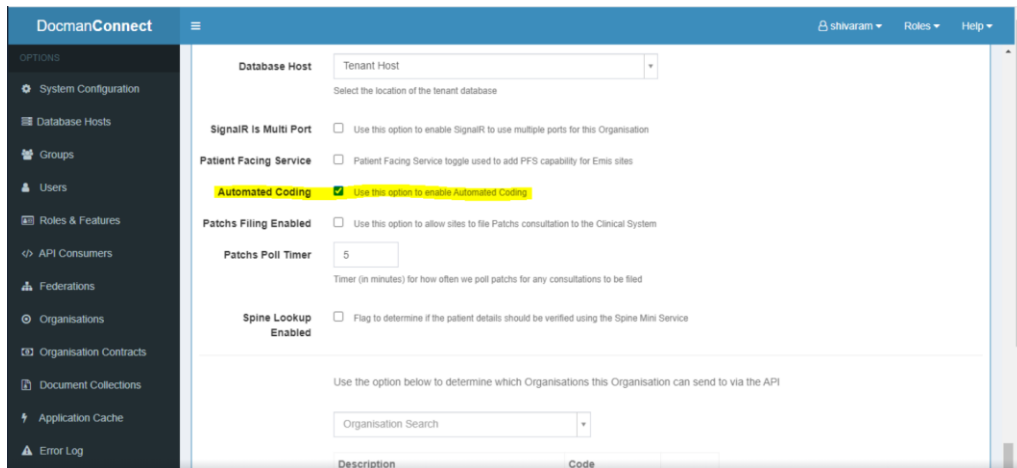 DocmanConnect
shivaram
Roles
Help
OPTIONS
System Configuration
Database Hosts
Groups
Users
Roles & Features
API Consumers
Federations
Organisations
Organisation Contracts
Document Collections
Application Cache
Error Log
Database Host
Tenant Host
Select the location of the tenant database
SignalR Is Multi Port
Use this option to enable SignalR to use multiple ports for this Organisation
Patient Facing Service
Patient Facing Service toggle used to add PFS capability for Emis sites
Automated Coding
Use this option to enable Automated Coding
Patchs Filing Enabled
Use this option to allow sites to file Patchs consultation to the Clinical System
Patchs Poll Timer
5
Timer (in minutes) for how often we poll patchs for any consultations to be filed
Spine Lookup
Enabled
Flag to determine if the patient details should be verified using the Spine Mini Service
Use the option below to determine which Organisations this Organisation can send to via the API
Organisation Search
Description
Code